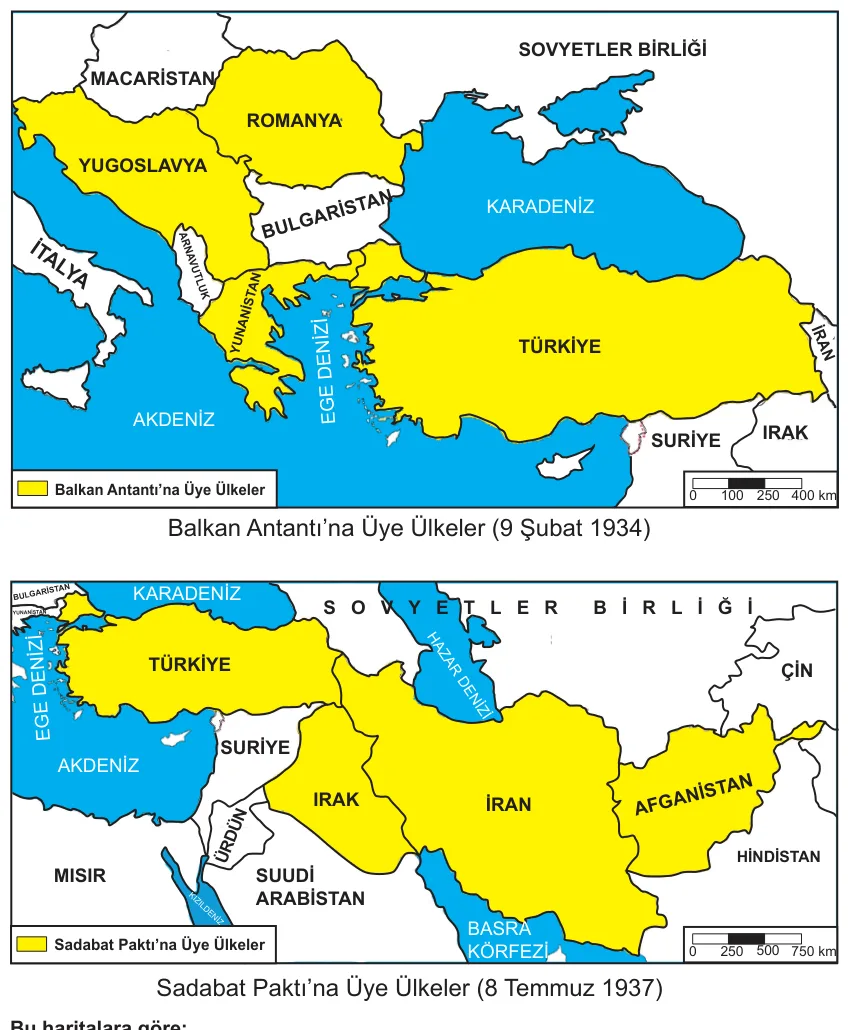 SOVYETLER BİRLİĞİ
MACARİSTAN
ROMANYA
YUGOSLAVYA
BULGARİSTAN
KARADENİZ
ARNAVUTLUK
İTALYA
YUNANİSTAN
EGE DENİZİ
TÜRKİYE
İRAN
AKDENİZ
SURİYE
IRAK
Balkan Antantı’na Üye Ülkeler
0 100 250 400 km
Balkan Antantı’na Üye Ülkeler (9 Şubat 1934)
BULGARİSTAN
YUNANİSTAN
KARADENİZ
SOVYETLER BİRLİĞİ
HAZAR DENİZİ
EGE DENİZİ
TÜRKİYE
ÇİN
SURİYE
AKDENİZ
IRAK
İRAN
AFGANİSTAN
ÜRDÜN
HİNDİSTAN
MISIR
SUUDİ
ARABİSTAN
KIZILDENİZ
BASRA
KÖRFEZİ
Sadabat Paktı’na Üye Ülkeler
0 250 500 750 km
Sadabat Paktı’na Üye Ülkeler (8 Temmuz 1937)
Bu haritalara göre;